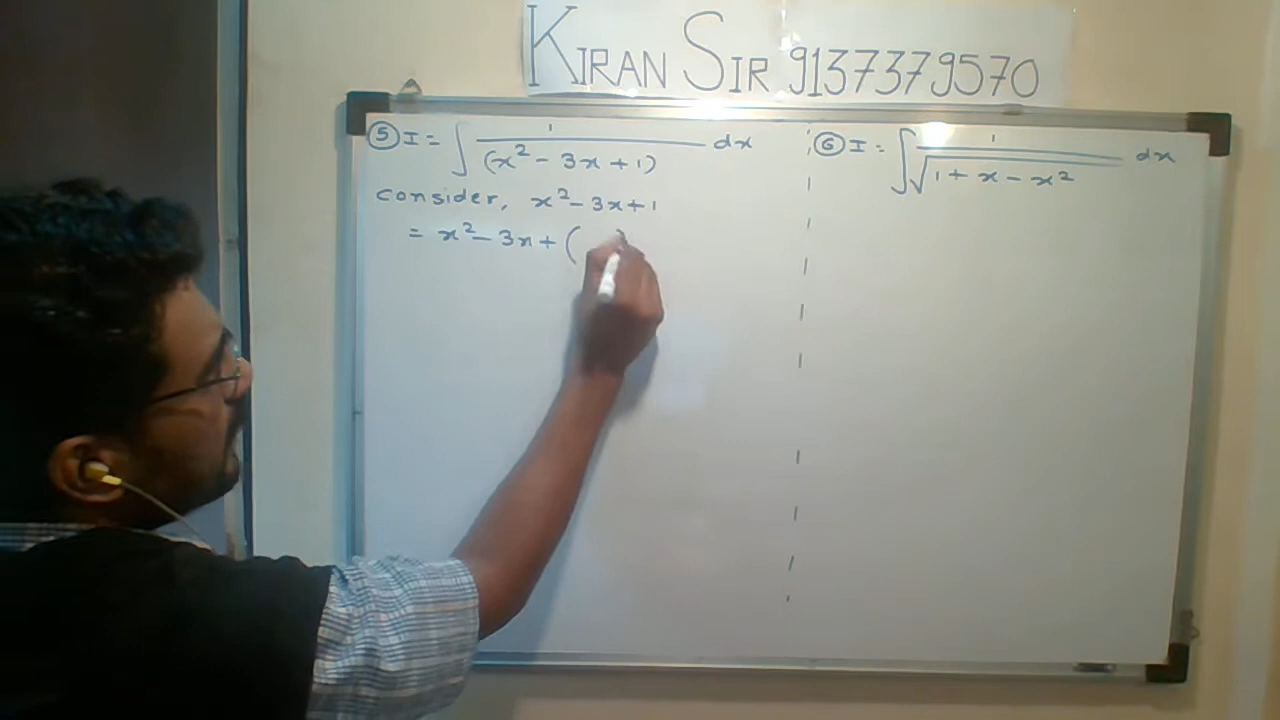 KIRAN SIR 9137379570
⑤ I = ∫ 1/(x² - 3x + 1) dx
consider, x² - 3x + 1
= x² - 3x + ( )
⑥ I = ∫ 1/√(1 + x - x²) dx